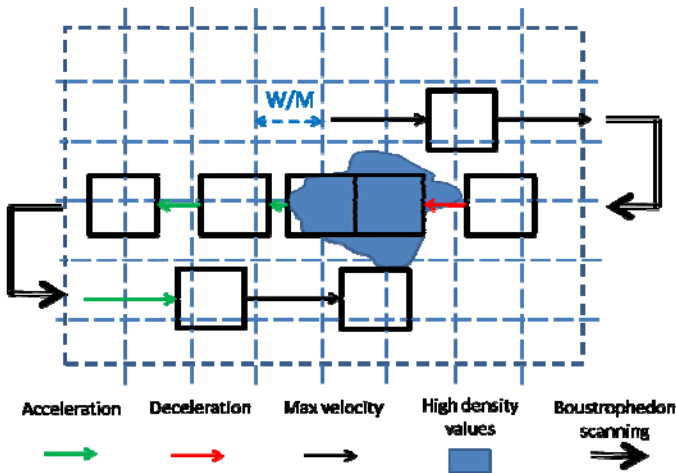 W/M
Acceleration
Deceleration
Max velocity
High density
values
Boustrophedon
scanning